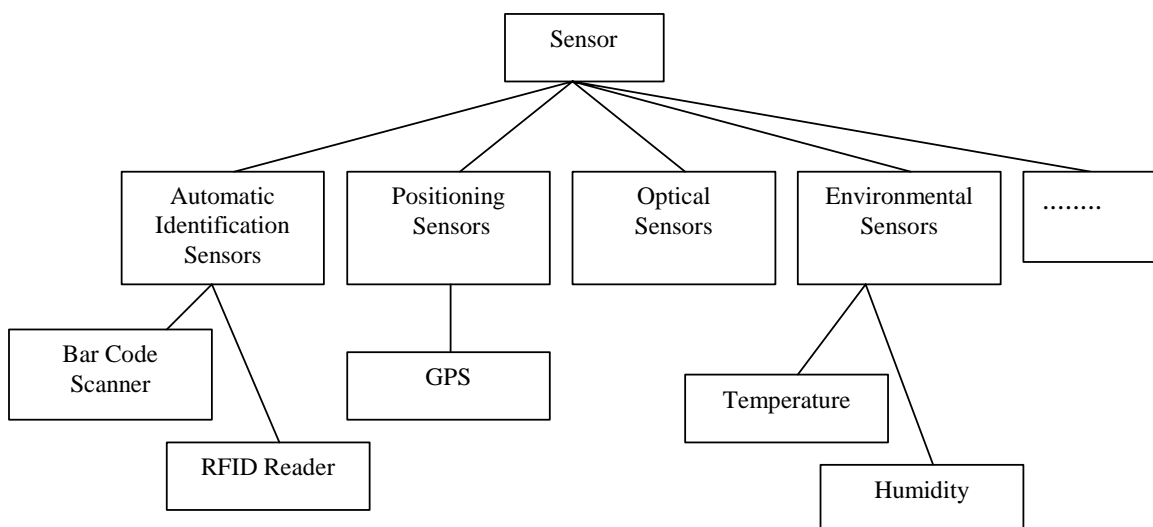 Sensor
Automatic
Identification
Sensors
Positioning
Sensors
Optical
Sensors
Environmental
Sensors
........
Bar Code
Scanner
GPS
Temperature
RFID Reader
Humidity